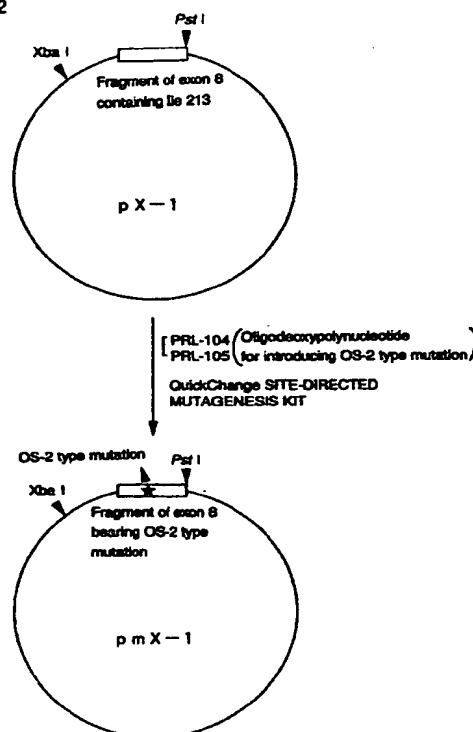 2
Pst I
Xba I
Fragment of exon 8
containing Ile 213
p X - 1
PRL-104 Oligodeoxypolynucleotide
PRL-105 for introducing OS-2 type mutation
QuickChange SITE-DIRECTED
MUTAGENESIS KIT
OS-2 type mutation
Pst I
Xba I
Fragment of exon 8
bearing OS-2 type
mutation
p m X - 1